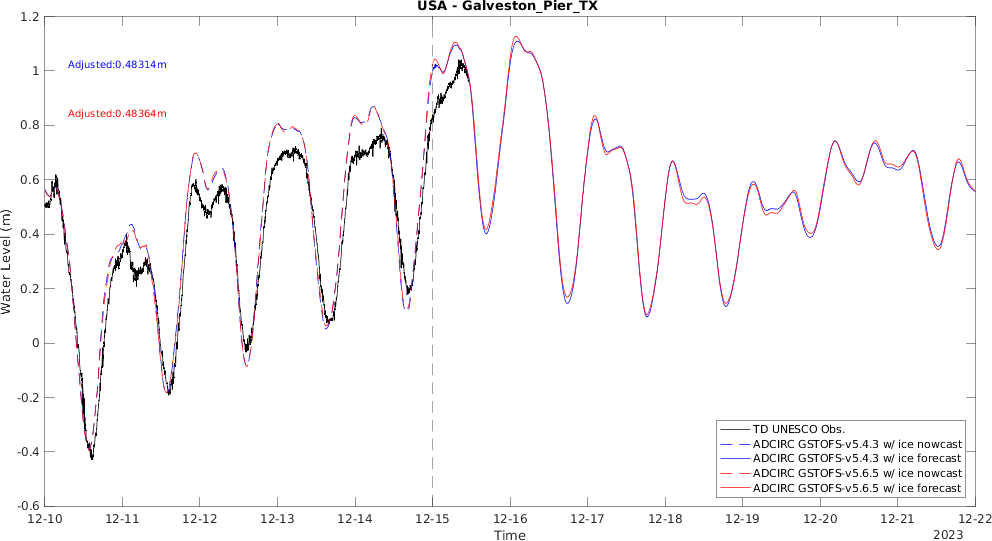 USA - Galveston_Pier_TX
1.2
1
0.8
0.6
0.4
0.2
0
-0.2
-0.4
-0.6
Water Level (m)
Adjusted:0.48314m
Adjusted:0.48364m
TD UNESCO Obs.
ADCIRC GSTOFS-v5.4.3 w/ ice nowcast
ADCIRC GSTOFS-v5.4.3 w/ ice forecast
ADCIRC GSTOFS-v5.6.5 w/ ice nowcast
ADCIRC GSTOFS-v5.6.5 w/ ice forecast
12-10 12-11 12-12 12-13 12-14 12-15 12-16 12-17 12-18 12-19 12-20 12-21 12-22
Time
2023